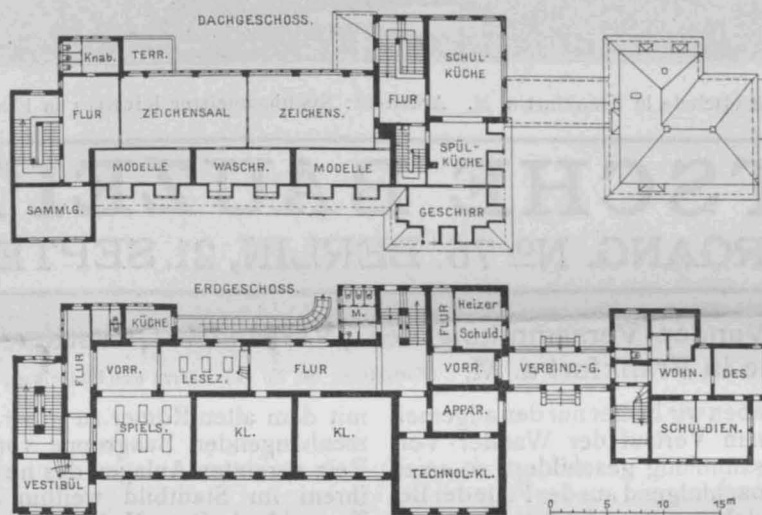 DACHGESCHOSS.
Knab.
TERR.
SCHUL-
KÜCHE
FLUR
ZEICHENSAAL
ZEICHENS.
FLUR
SPÜL-
KÜCHE
MODELLE
WASCHR.
MODELLE
SAMMLG.
GESCHIRR
ERDGESCHOSS.
KÜCHE
M.
FLUR
Heizer
Schuld.
FLUR
VORR.
LESEZ.
FLUR
VORR.
VERBIND.-G.
WOHN. DES
SPIELS.
KL.
KL.
APPAR.
SCHULDIEN.
VESTIBÜL
TECHNOL.-KL.
0 5 10 15m